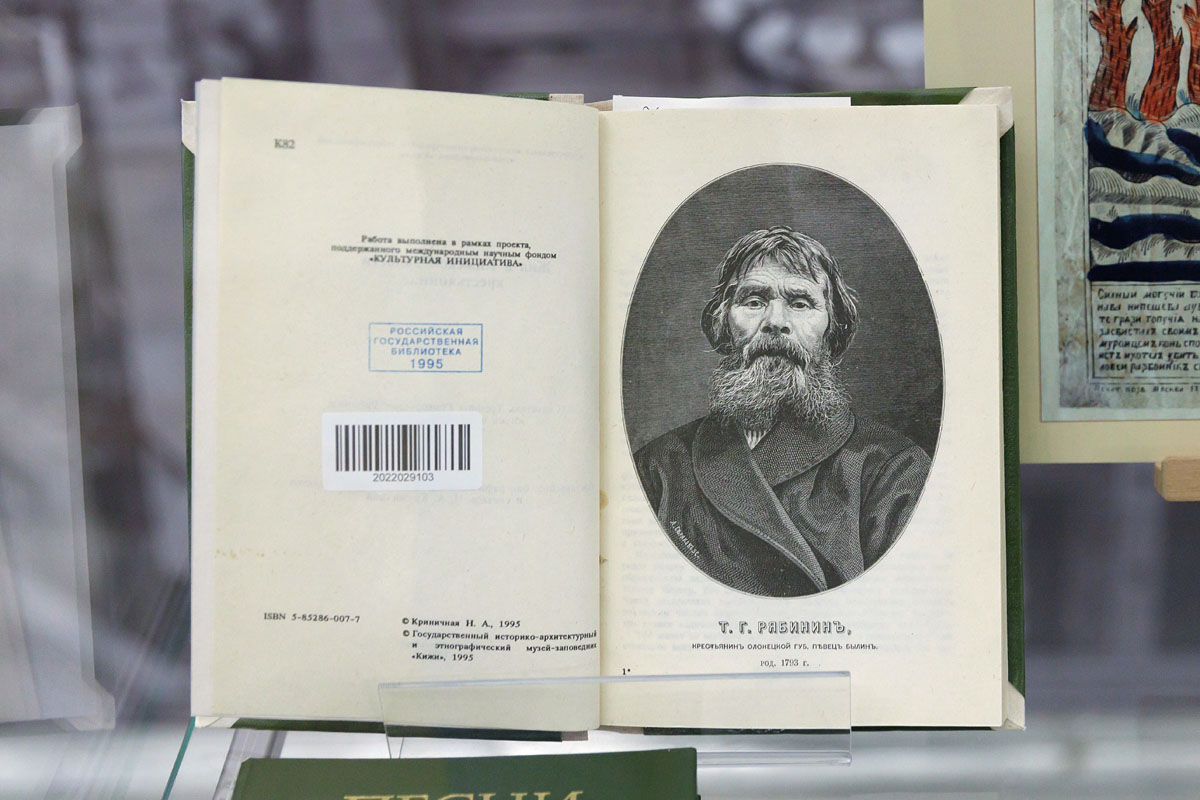 К82
Работа выполнена в рамках проекта,
поддержанного международным научным фондом
«КУЛЬТУРНАЯ ИНИЦИАТИВА»
РОССИЙСКАЯ
ГОСУДАРСТВЕННАЯ
БИБЛИОТЕКА
1995
2022029103
ISBN 5-85286-007-7
© Криничная Н. А., 1995
© Государственный историко-архитектурный
и этнографический музей-заповедник
«Кижи», 1995
Т. Г. РЯБИНИНЪ,
КРЕСТЬЯНИНЪ ОЛОНЕЦКОЙ ГУБ. ПѢВЕЦЪ БЫЛИНЪ.
РОД. 1793 г.
1*
ПЕСНИ